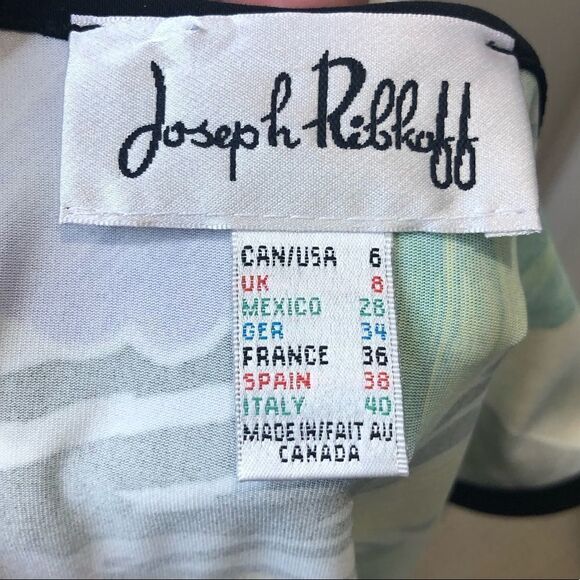 Joseph Ribkoff
CAN/USA 6
UK 8
MEXICO 28
GER 34
FRANCE 36
SPAIN 38
ITALY 40
MADE IN/FAIT AU
CANADA